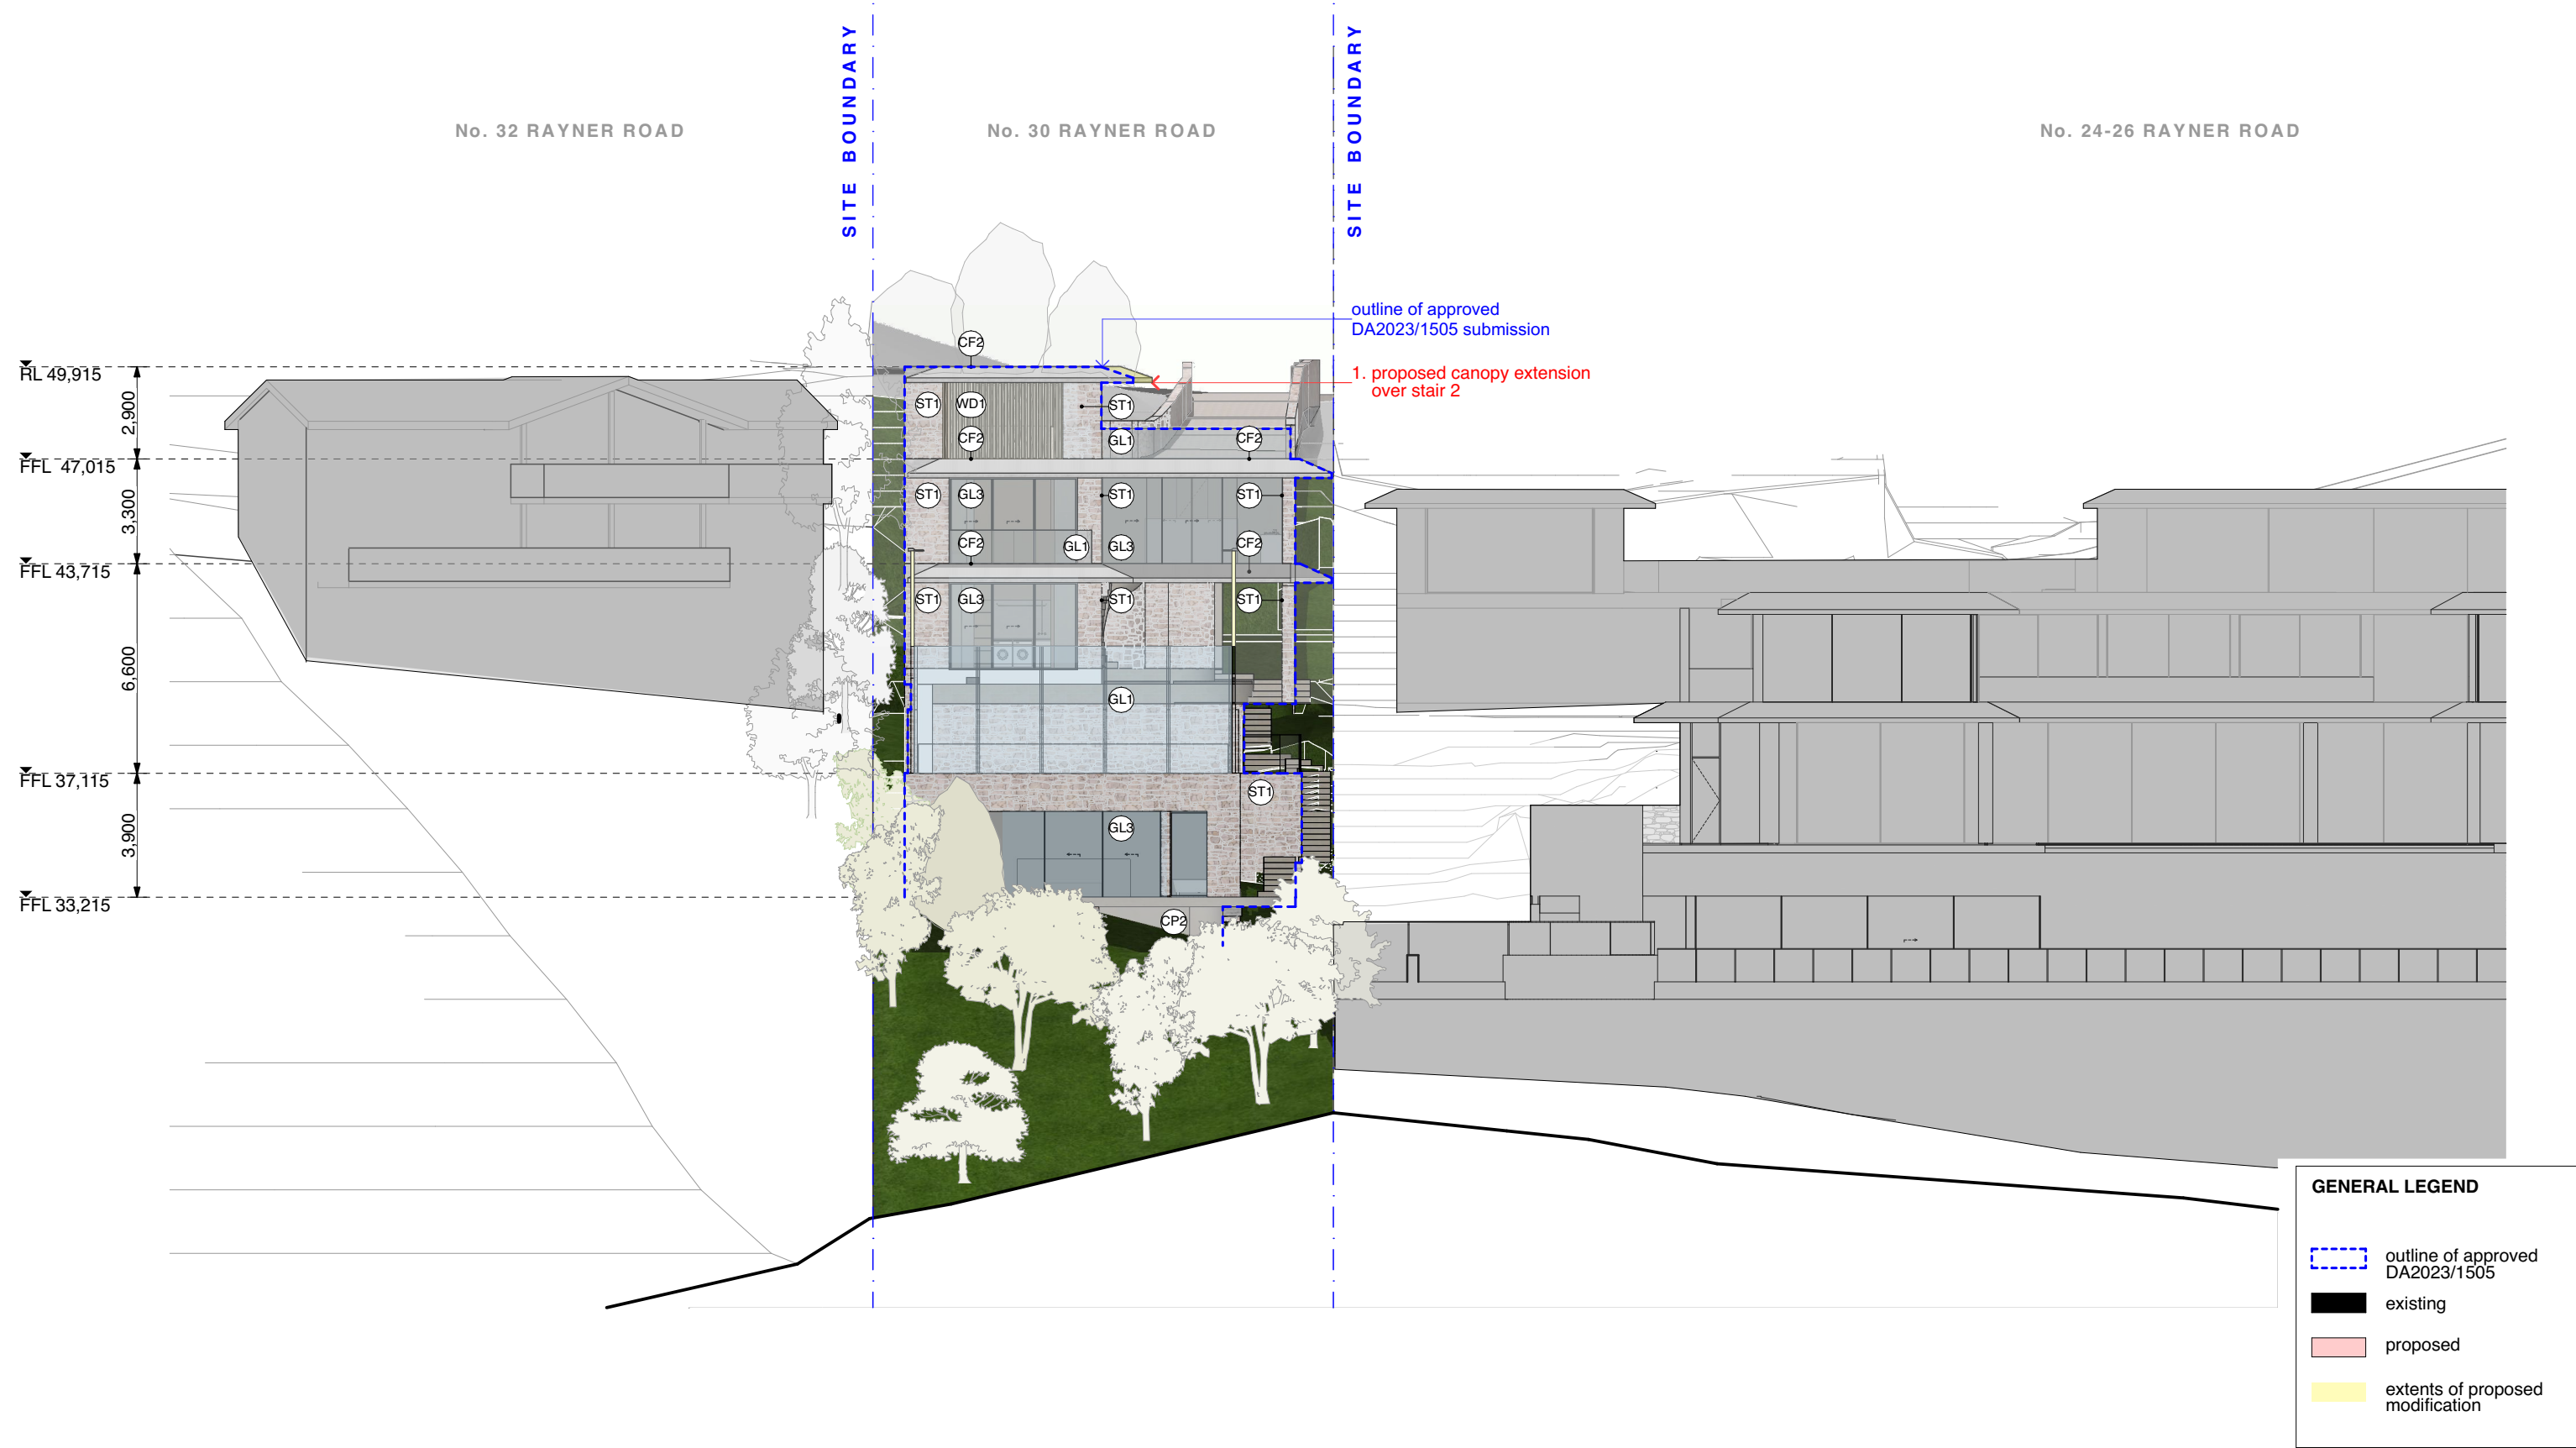 SITE BOUNDARY
SITE BOUNDARY
No. 32 RAYNER ROAD
No. 30 RAYNER ROAD
No. 24-26 RAYNER ROAD
outline of approved
DA2023/1505 submission
1. proposed canopy extension
over stair 2
CF2
RL 49,915
2,900
ST1
WD1
ST1
CF2
GL1
CF2
FFL 47,015
3,300
ST1
GL3
ST1
ST1
CF2
GL1
GL3
CF2
FFL 43,715
6,600
ST1
GL3
ST1
ST1
GL1
FFL 37,115
3,900
ST1
GL3
FFL 33,215
CP2
GENERAL LEGEND
outline of approved
DA2023/1505
existing
proposed
extents of proposed
modification